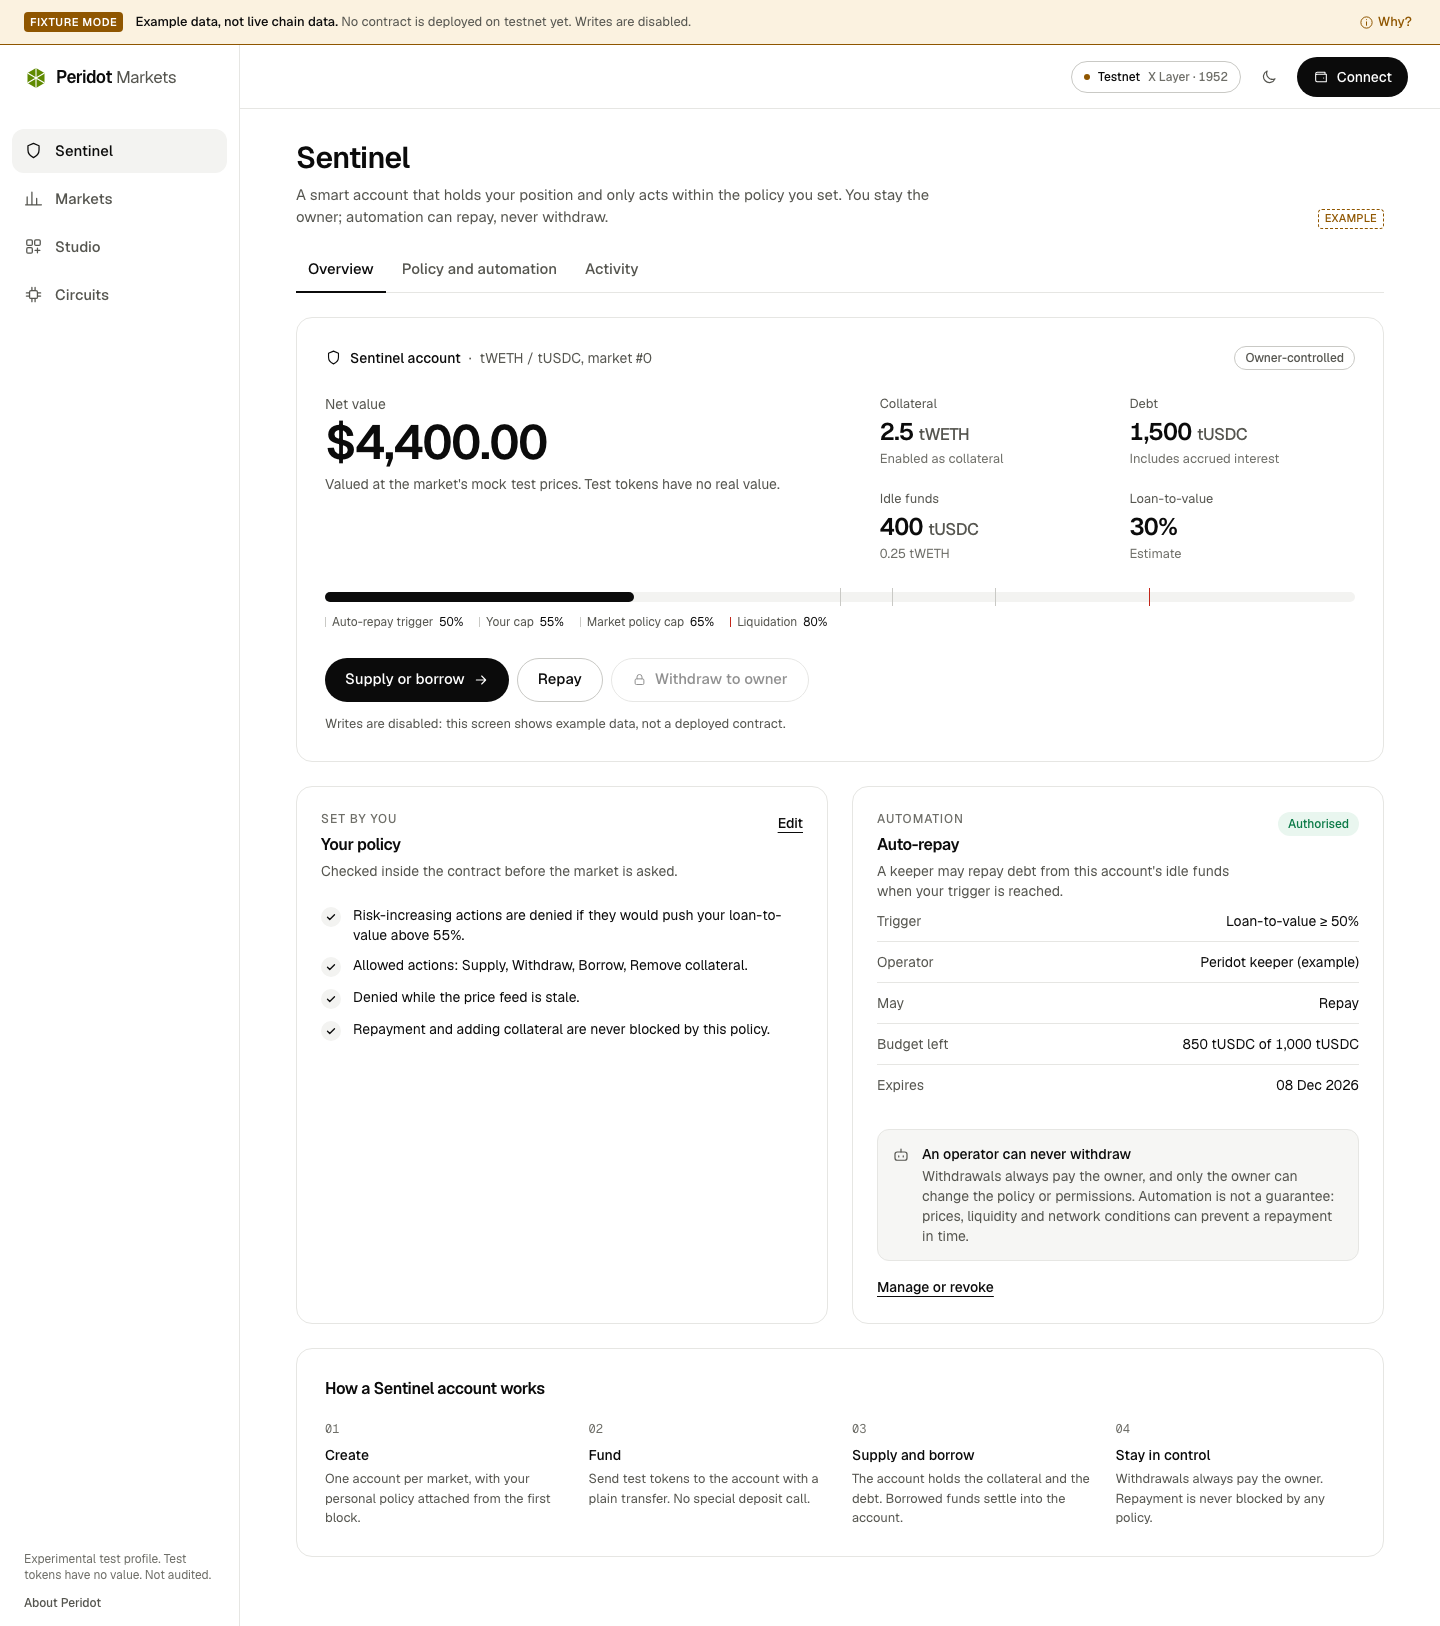 FIXTURE MODE Example data, not live chain data. No contract is deployed on testnet yet. Writes are disabled. Why?
Peridot Markets
Testnet X Layer · 1952 Connect
Sentinel
Markets
Studio
Circuits
Sentinel
A smart account that holds your position and only acts within the policy you set. You stay the
owner; automation can repay, never withdraw.
EXAMPLE
Overview Policy and automation Activity
Sentinel account · tWETH / tUSDC, market #0 Owner-controlled
Net value
$4,400.00
Valued at the market's mock test prices. Test tokens have no real value.
Collateral
2.5 tWETH
Enabled as collateral
Debt
1,500 tUSDC
Includes accrued interest
Idle funds
400 tUSDC
0.25 tWETH
Loan-to-value
30%
Estimate
Auto-repay trigger 50% Your cap 55% Market policy cap 65% Liquidation 80%
Supply or borrow → Repay Withdraw to owner
Writes are disabled: this screen shows example data, not a deployed contract.
SET BY YOU
Your policy
Edit
Checked inside the contract before the market is asked.
Risk-increasing actions are denied if they would push your loan-to-
value above 55%.
Allowed actions: Supply, Withdraw, Borrow, Remove collateral.
Denied while the price feed is stale.
Repayment and adding collateral are never blocked by this policy.
AUTOMATION
Auto-repay
Authorised
A keeper may repay debt from this account's idle funds
when your trigger is reached.
Trigger Loan-to-value ≥ 50%
Operator Peridot keeper (example)
May Repay
Budget left 850 tUSDC of 1,000 tUSDC
Expires 08 Dec 2026
An operator can never withdraw
Withdrawals always pay the owner, and only the owner can
change the policy or permissions. Automation is not a guarantee:
prices, liquidity and network conditions can prevent a repayment
in time.
Manage or revoke
How a Sentinel account works
01
Create
One account per market, with your
personal policy attached from the first
block.
02
Fund
Send test tokens to the account with a
plain transfer. No special deposit call.
03
Supply and borrow
The account holds the collateral and the
debt. Borrowed funds settle into the
account.
04
Stay in control
Withdrawals always pay the owner.
Repayment is never blocked by any
policy.
Experimental test profile. Test
tokens have no value. Not audited.
About Peridot